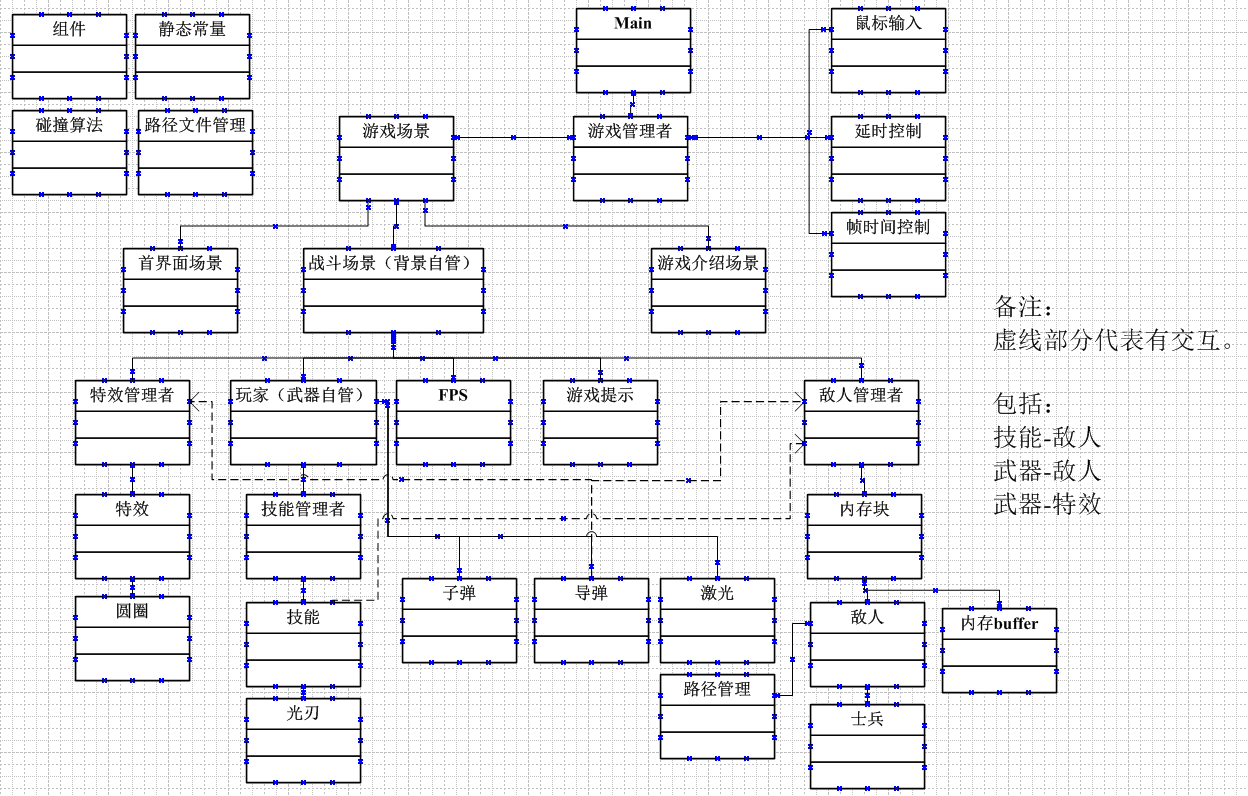 组件
静态常量
Main
鼠标输入
碰撞算法
路径文件管理
游戏场景
游戏管理者
延时控制
帧时间控制
首界面场景
战斗场景（背景自管）
游戏介绍场景
备注：
虚线部分代表有交互。
包括：
技能-敌人
武器-敌人
武器-特效
特效管理者
玩家（武器自管）
FPS
游戏提示
敌人管理者
特效
技能管理者
内存块
圆圈
技能
子弹
导弹
激光
敌人
内存buffer
光刃
路径管理
士兵